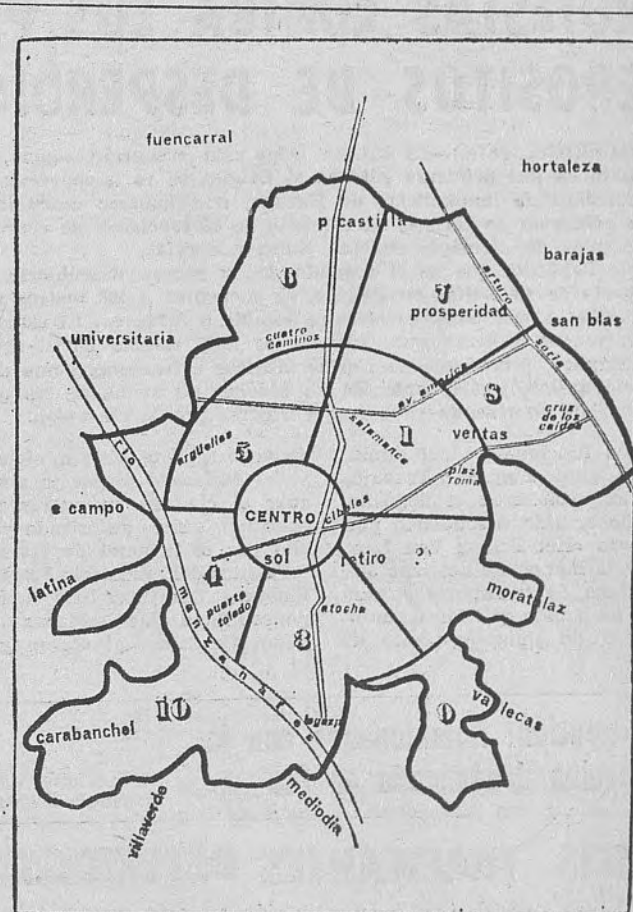 fuencarral
hortaleza
p castilla
barajas
6
7
arturo
prosperidad
san blas
cuatro
caminos
universitaria
soria
av. america
3
cruz
de los
caidos
salamanca
1
ventas
argüelles
5
plaza
roma
rio
e campo
CENTRO
cibeles
sol
retiro
latina
4
manzanares
puerta
toledo
atocha
moratalaz
8
10
9
vallecas
legazpi
carabanchel
mediodia
villaverde